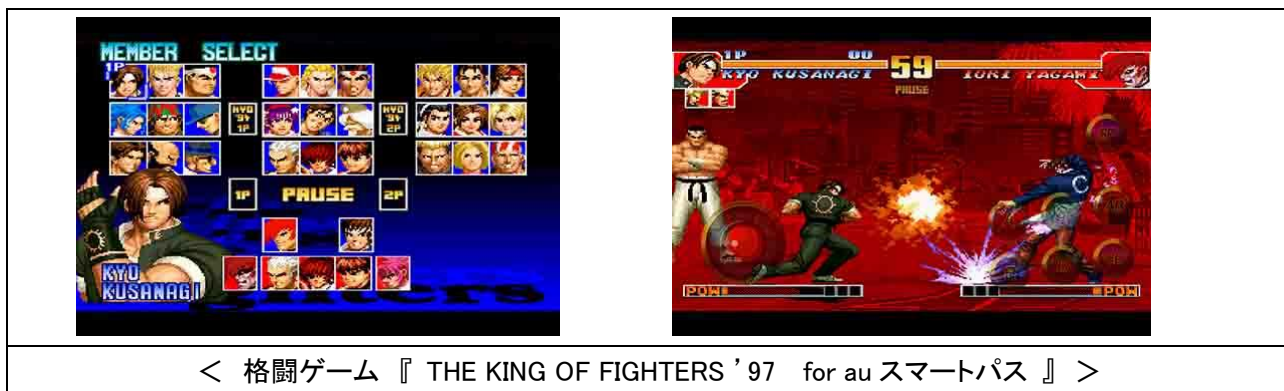 MEMBER SELECT
1P
KYO '94 1P
KYO '94 2P
1P PAUSE 2P
KYO
KUSANAGI
1P 00 59
KYO KUSANAGI IORI YAGAMI
PAUSE
POW POW
< 格闘ゲーム 『 THE KING OF FIGHTERS ’97 for au スマートパス 』 >